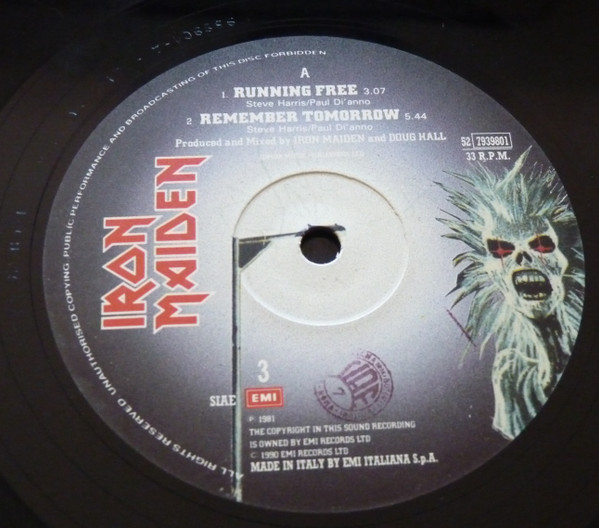 ALL RIGHTS RESERVED UNAUTHORISED COPYING. PUBLIC PERFORMANCE AND BROADCASTING OF THIS DISC FORBIDDEN
A
1. RUNNING FREE 3.07
Steve Harris/Paul Di'anno
2 REMEMBER TOMORROW 5.44
Steve Harris/Paul Di'anno
Produced and Mixed by IRON MAIDEN and DOUG HALL
52 7939801
33 R.P.M.
IRON
MAIDEN
3
SIAE EMI
P 1981
THE COPYRIGHT IN THIS SOUND RECORDING
IS OWNED BY EMI RECORDS LTD
C 1990 EMI RECORDS LTD
MADE IN ITALY BY EMI ITALIANA S.p.A.